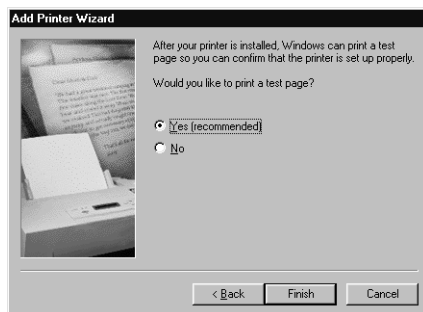 Add Printer Wizard
After your printer is installed, Windows can print a test
page so you can confirm that the printer is set up properly.
Would you like to print a test page?
Yes (recommended)
No
< Back
Finish
Cancel